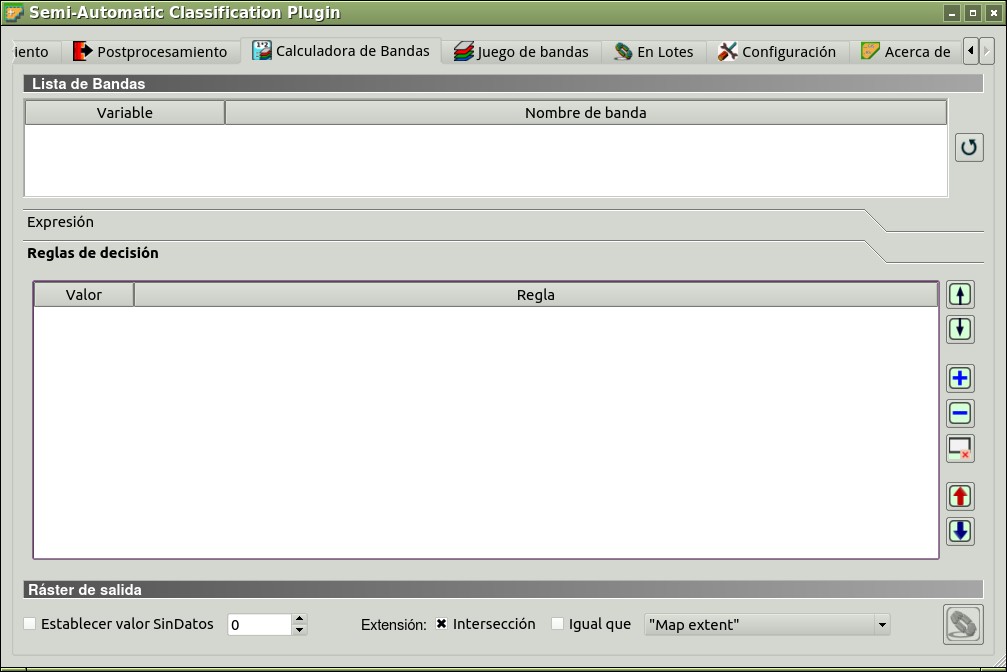 Semi-Automatic Classification Plugin
iento Postprocesamiento Calculadora de Bandas Juego de bandas En Lotes Configuración Acerca de
Lista de Bandas
Variable Nombre de banda
Expresión
Reglas de decisión
Valor Regla
Ráster de salida
Establecer valor SinDatos 0 Extensión: Intersección Igual que "Map extent"